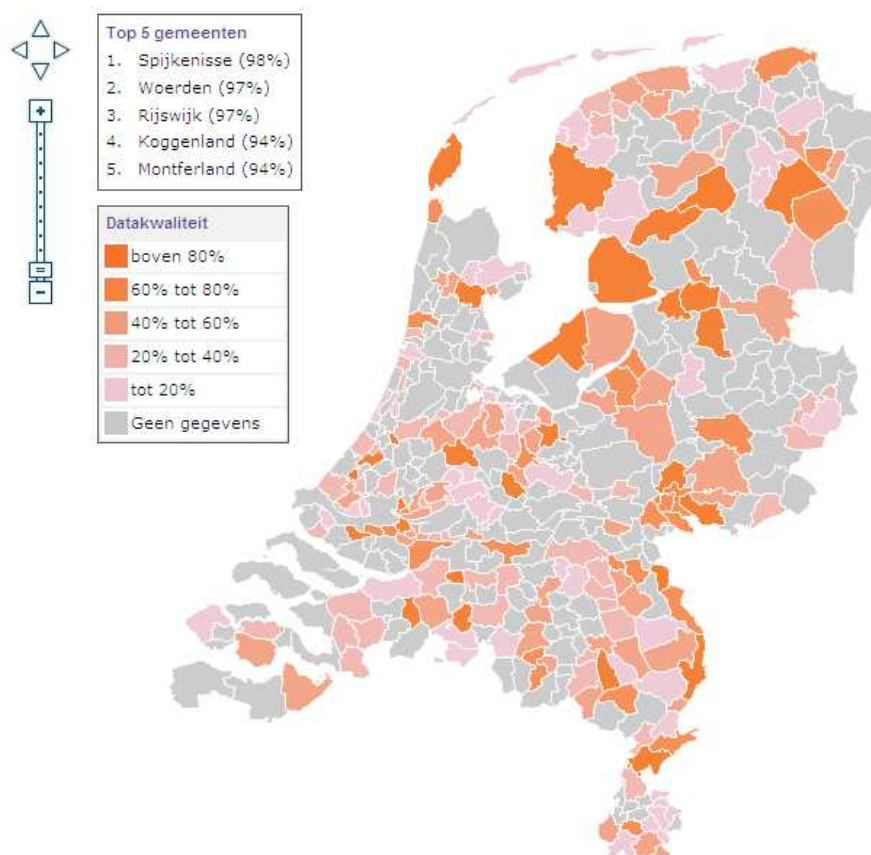 Top 5 gemeenten
1. Spijkenisse (98%)
2. Woerden (97%)
3. Rijswijk (97%)
4. Koggenland (94%)
5. Montferland (94%)
Datakwaliteit
boven 80%
60% tot 80%
40% tot 60%
20% tot 40%
tot 20%
Geen gegevens